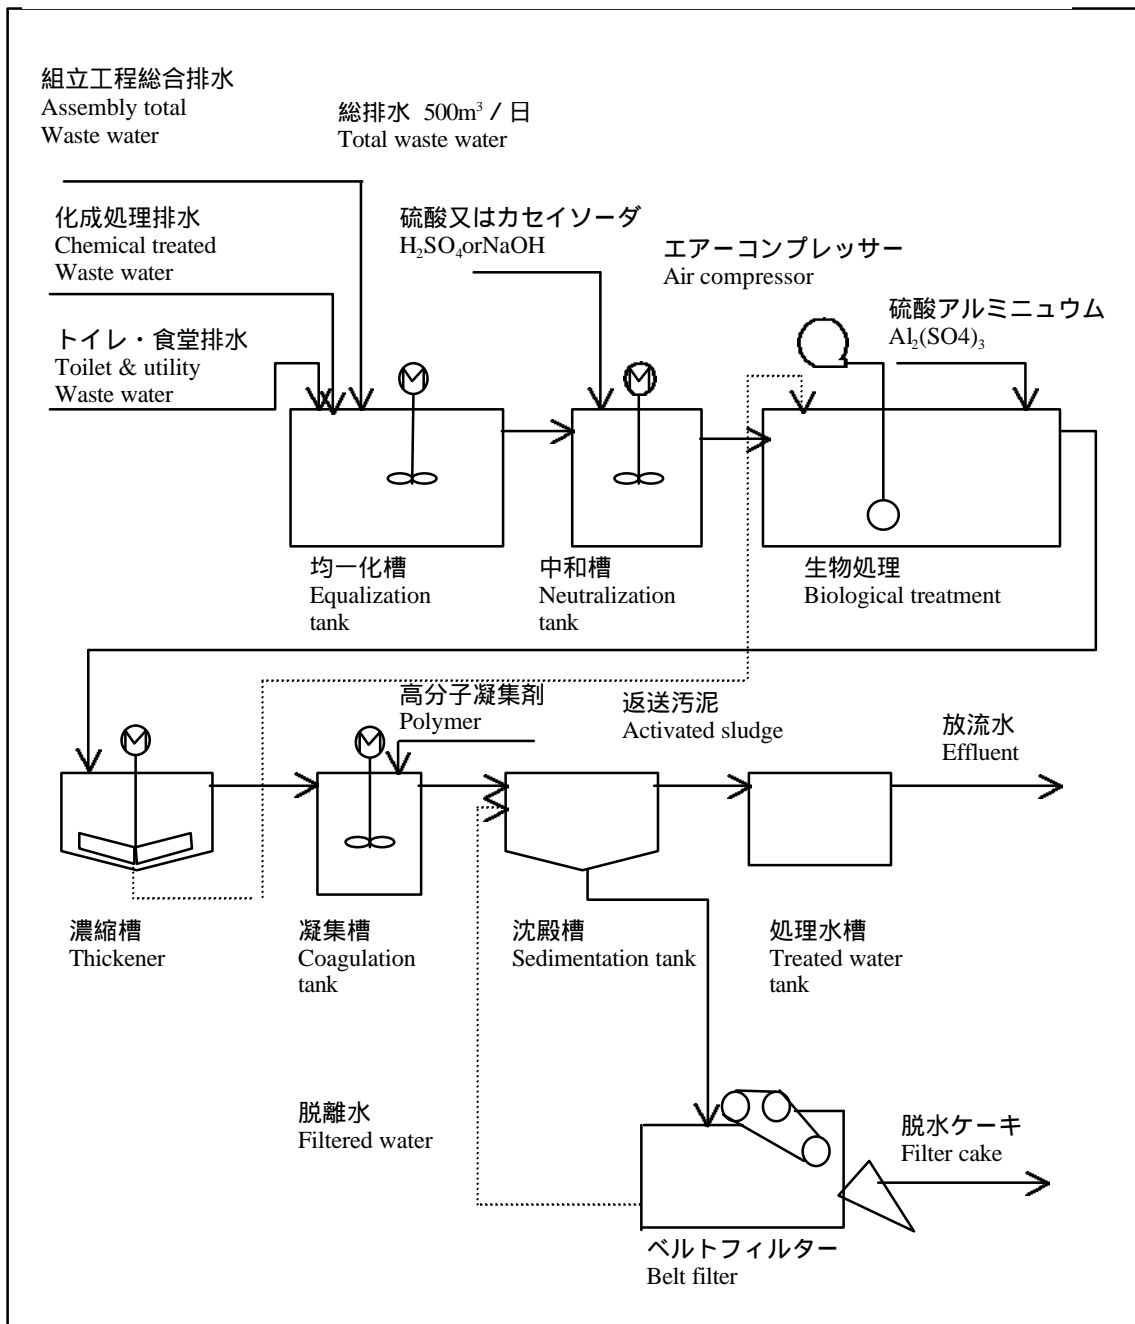 組立工程総合排水
Assembly total
Waste water
総排水 500m³／日
Total waste water
化成処理排水
Chemical treated
Waste water
硫酸又はカセイソーダ
H₂SO₄orNaOH
エアーコンプレッサー
Air compressor
硫酸アルミニュウム
Al₂(SO4)₃
トイレ・食堂排水
Toilet & utility
Waste water
M
M
均一化槽
Equalization
tank
中和槽
Neutralization
tank
生物処理
Biological treatment
高分子凝集剤
Polymer
返送汚泥
Activated sludge
放流水
Effluent
M
M
濃縮槽
Thickener
凝集槽
Coagulation
tank
沈殿槽
Sedimentation tank
処理水槽
Treated water
tank
脱離水
Filtered water
脱水ケーキ
Filter cake
ベルトフィルター
Belt filter